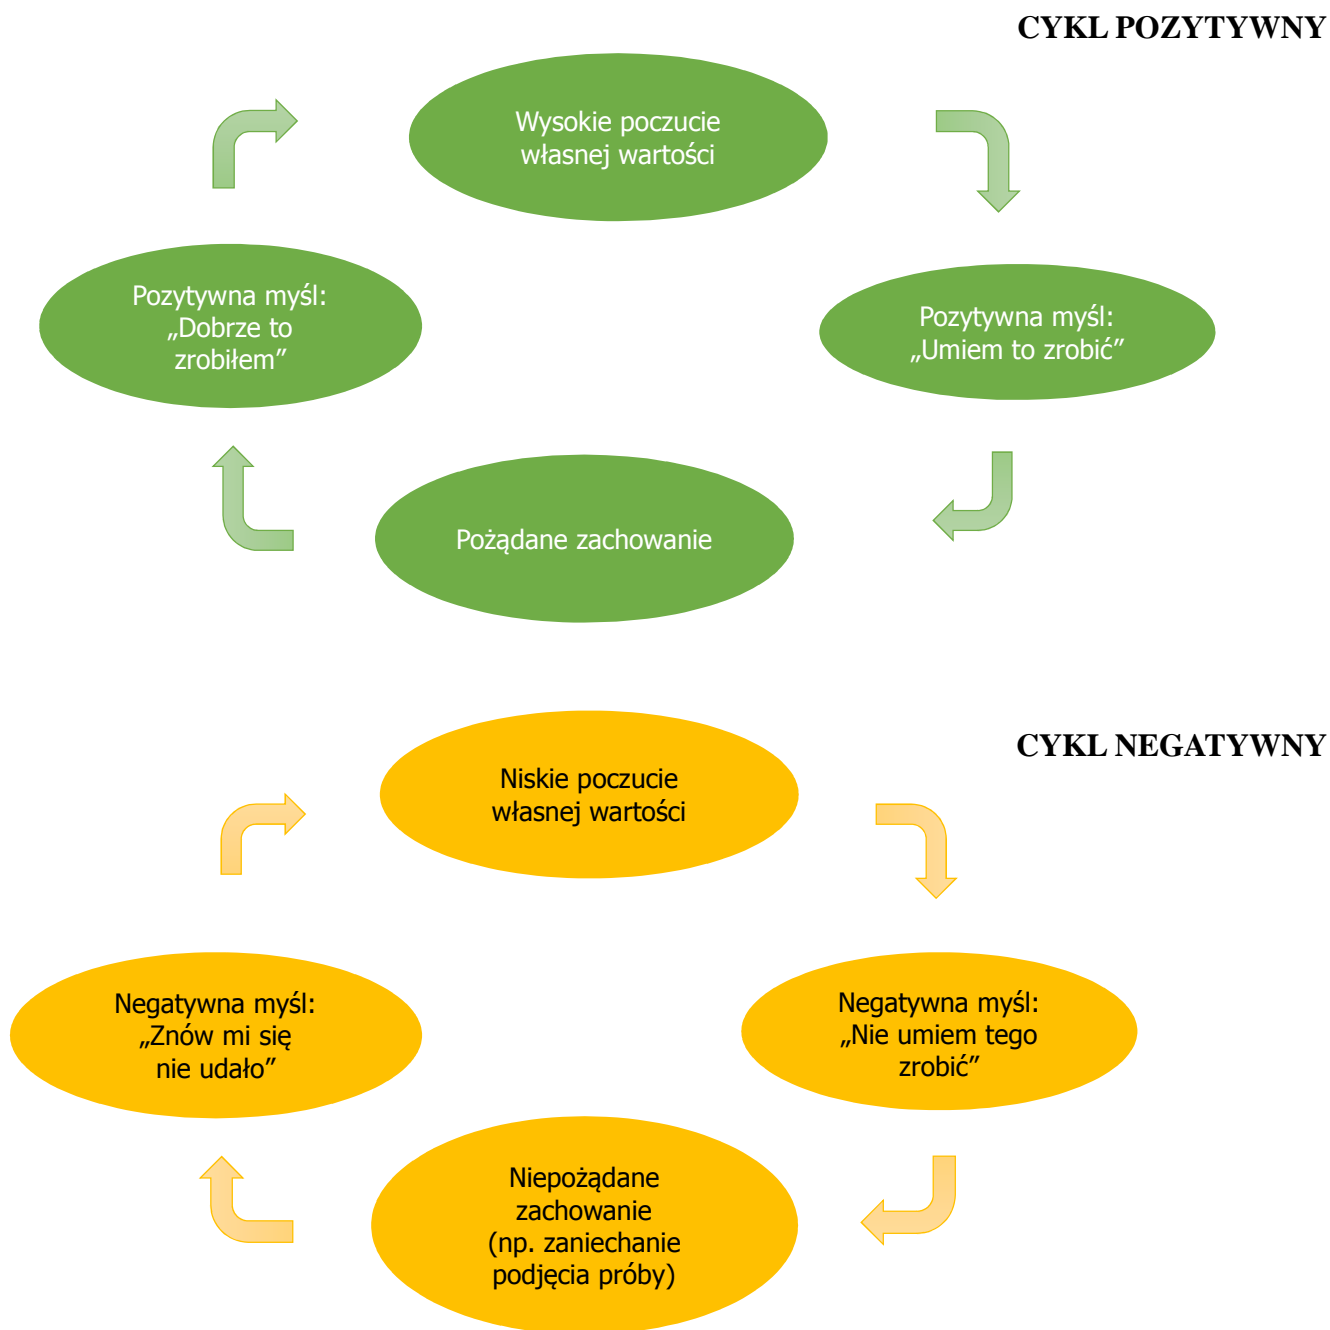 CYKL POZYTYWNY
Wysokie poczucie
własnej wartości
Pozytywna myśl:
„Dobrze to
zrobiłem”
Pozytywna myśl:
„Umiem to zrobić”
Pożądane zachowanie
CYKL NEGATYWNY
Niskie poczucie
własnej wartości
Negatywna myśl:
„Znów mi się
nie udało”
Negatywna myśl:
„Nie umiem tego
zrobić”
Niepożądane
zachowanie
(np. zaniechanie
podjęcia próby)